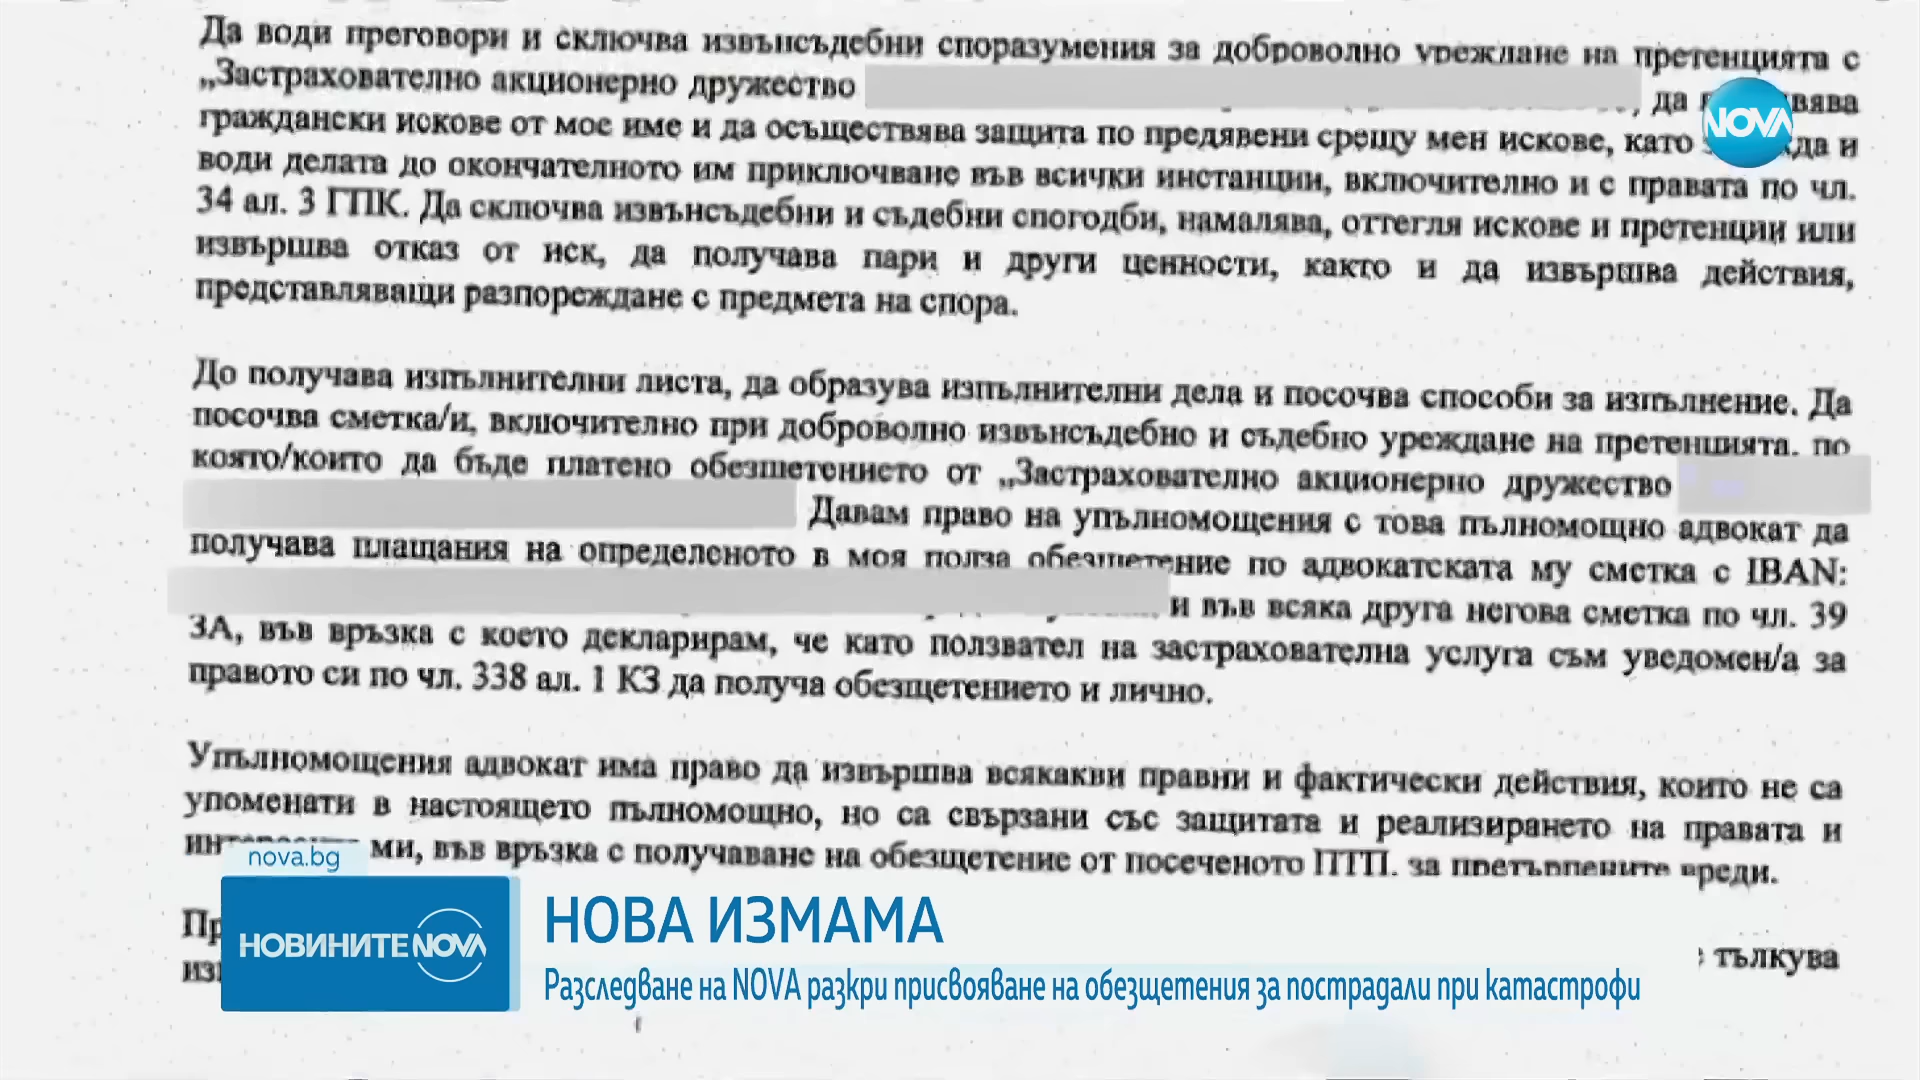 Да води преговори и сключва извънсъдебни споразумения за доброволно уреждане на претенцията с
„Застрахователно акционерно дружество , да вява
NOVA
граждански искове от мое име и да осъществява защита по предявени срещу мен искове, като и
води делата до окончателното им приключване във всички инстанции, включително и с правата по чл.
34 ал. 3 ГПК. Да сключва извънсъдебни и съдебни спогодби, намалява, оттегля искове и претенции или
извършва отказ от иск, да получава пари и други ценности, както и да извършва действия,
представляващи разпореждане с предмета на спора.
До получава изпълнителни листа, да образува изпълнителни дела и посочва способи за изпълнение. Да
посочва сметка/и, включително при доброволно извънсъдебно и съдебно уреждане на претенцията, по
която/които да бъде платено обезщетението от „Застрахователно акционерно дружество
Давам право на упълномощения с това пълномощно адвокат да
получава плащания на определеното в моя полза обезщетение по адвокатската му сметка с IBAN:
и във всяка друга негова сметка по чл. 39
ЗА, във връзка с което декларирам, че като ползвател на застрахователна услуга съм уведомен/а за
правото си по чл. 338 ал. 1 КЗ да получа обезщетението и лично.
Упълномощения адвокат има право да извършва всякакви правни и фактически действия, които не са
упоменати в настоящето пълномощно, но са свързани със защитата и реализирането на правата и
ми, във връзка с получаване на обезщетение от посеченото ПТП, за претърпените вреди.
тълкува
nova.bg
НОВИНИТЕ NOVA
НОВА ИЗМАМА
Разследване на NOVA разкри присвояване на обезщетения за пострадали при катастрофи